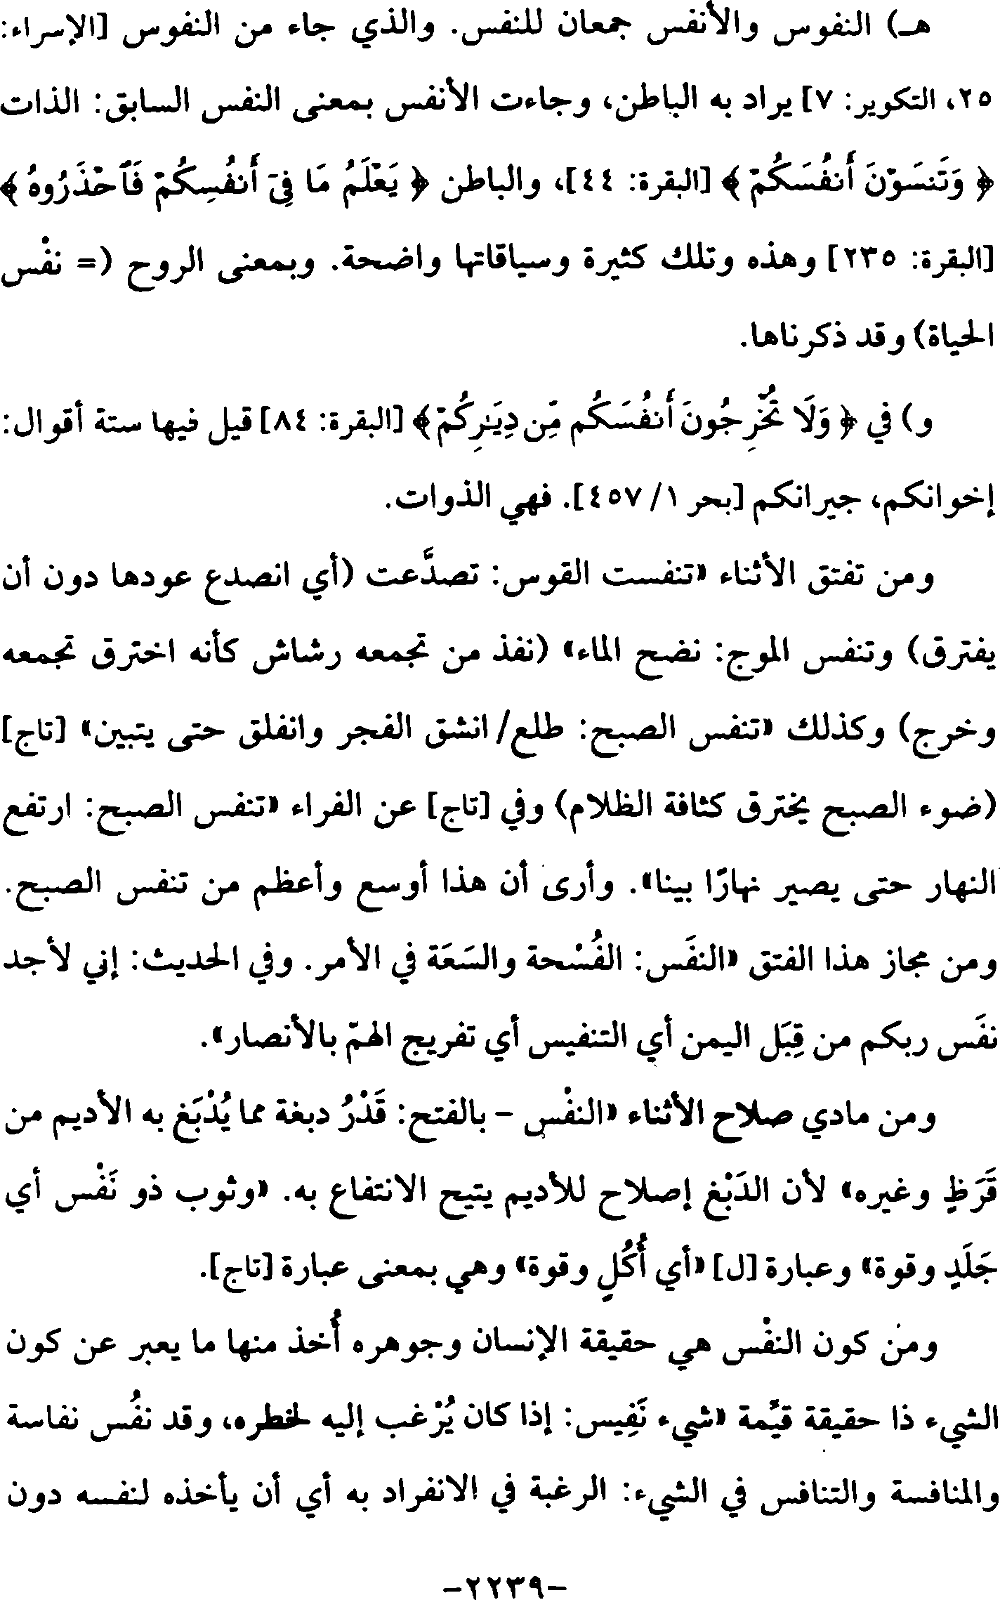 هـ) النفوس والأنفس جمعان للنفس. والذي جاء من النفوس [الإسراء:
٢٥، التكوير: ٧] يراد به الباطن، وجاءت الأنفس بمعنى النفس السابق: الذات
﴿ وَتَنسَوْنَ أَنفُسَكُمْ ﴾ [البقرة: ٤٤]، والباطن ﴿ يَعْلَمُ مَا فِىٓ أَنفُسِكُمْ فَٱحْذَرُوهُ ﴾
[البقرة: ٢٣٥] وهذه وتلك كثيرة وسياقاتها واضحة. وبمعنى الروح (= نفْس
الحياة) وقد ذكرناها.
و) في ﴿ وَلَا تُخْرِجُونَ أَنفُسَكُم مِّن دِيَٰرِكُمْ ﴾ [البقرة: ٨٤] قيل فيها ستة أقوال:
إخوانكم، جيرانكم [بحر ١/ ٤٥٧]. فهي الذوات.
ومن تفتق الأثناء «تنفست القوس: تصدَّعت (أي انصدع عودها دون أن
يفترق) وتنفس الموج: نضح الماء» (نفذ من تجمعه رشاش كأنه اخترق تجمعه
وخرج) وكذلك «تنفس الصبح: طلع/ انشق الفجر وانفلق حتى يتبين» [تاج]
(ضوء الصبح يخترق كثافة الظلام) وفي [تاج] عن الفراء «تنفس الصبح: ارتفع
النهار حتى يصير نهارًا بينا». وأرى أن هذا أوسع وأعظم من تنفس الصبح.
ومن مجاز هذا الفتق «النفَس: الفُسْحة والسَعَة في الأمر. وفي الحديث: إني لأجد
نفَس ربكم من قِبَل اليمن أي التنفيس أي تفريج الهمّ بالأنصار».
ومن مادي صلاح الأثناء «النفْس - بالفتح: قَدْرُ دبغة مما يُدْبَغ به الأديم من
قَرَظٍ وغيره» لأن الدَبْغ إصلاح للأديم يتيح الانتفاع به. «وثوب ذو نَفْس أي
جَلَدٍ وقوة» وعبارة [ل] «أي أُكُلٍ وقوة» وهي بمعنى عبارة [تاج].
ومن كون النفْس هي حقيقة الإنسان وجوهره أُخذ منها ما يعبر عن كون
الشيء ذا حقيقة قيّمة «شيء نَفِيس: إذا كان يُرْغب إليه لخطره، وقد نفُس نفاسة
والمنافسة والتنافس في الشيء: الرغبة في الانفراد به أي أن يأخذه لنفسه دون
-٢٢٣٩-